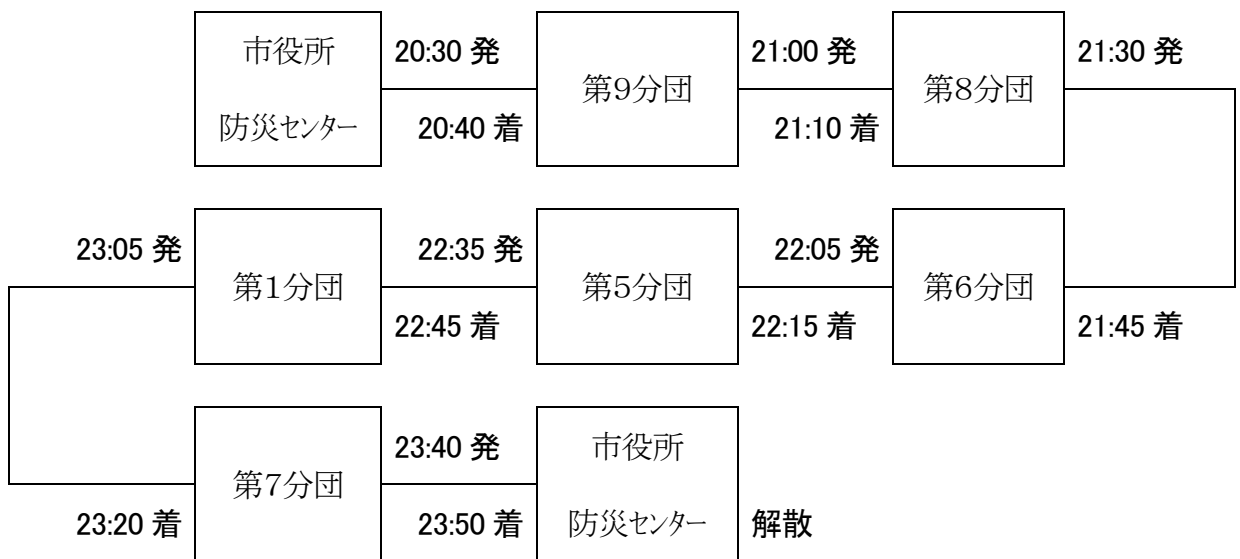 市役所
防災センター
20:30 発
20:40 着
第9分団
21:00 発
21:10 着
第8分団
21:30 発
21:45 着
第6分団
22:05 発
22:15 着
第5分団
22:35 発
22:45 着
第1分団
23:05 発
23:20 着
第7分団
23:40 発
23:50 着
市役所
防災センター
解散